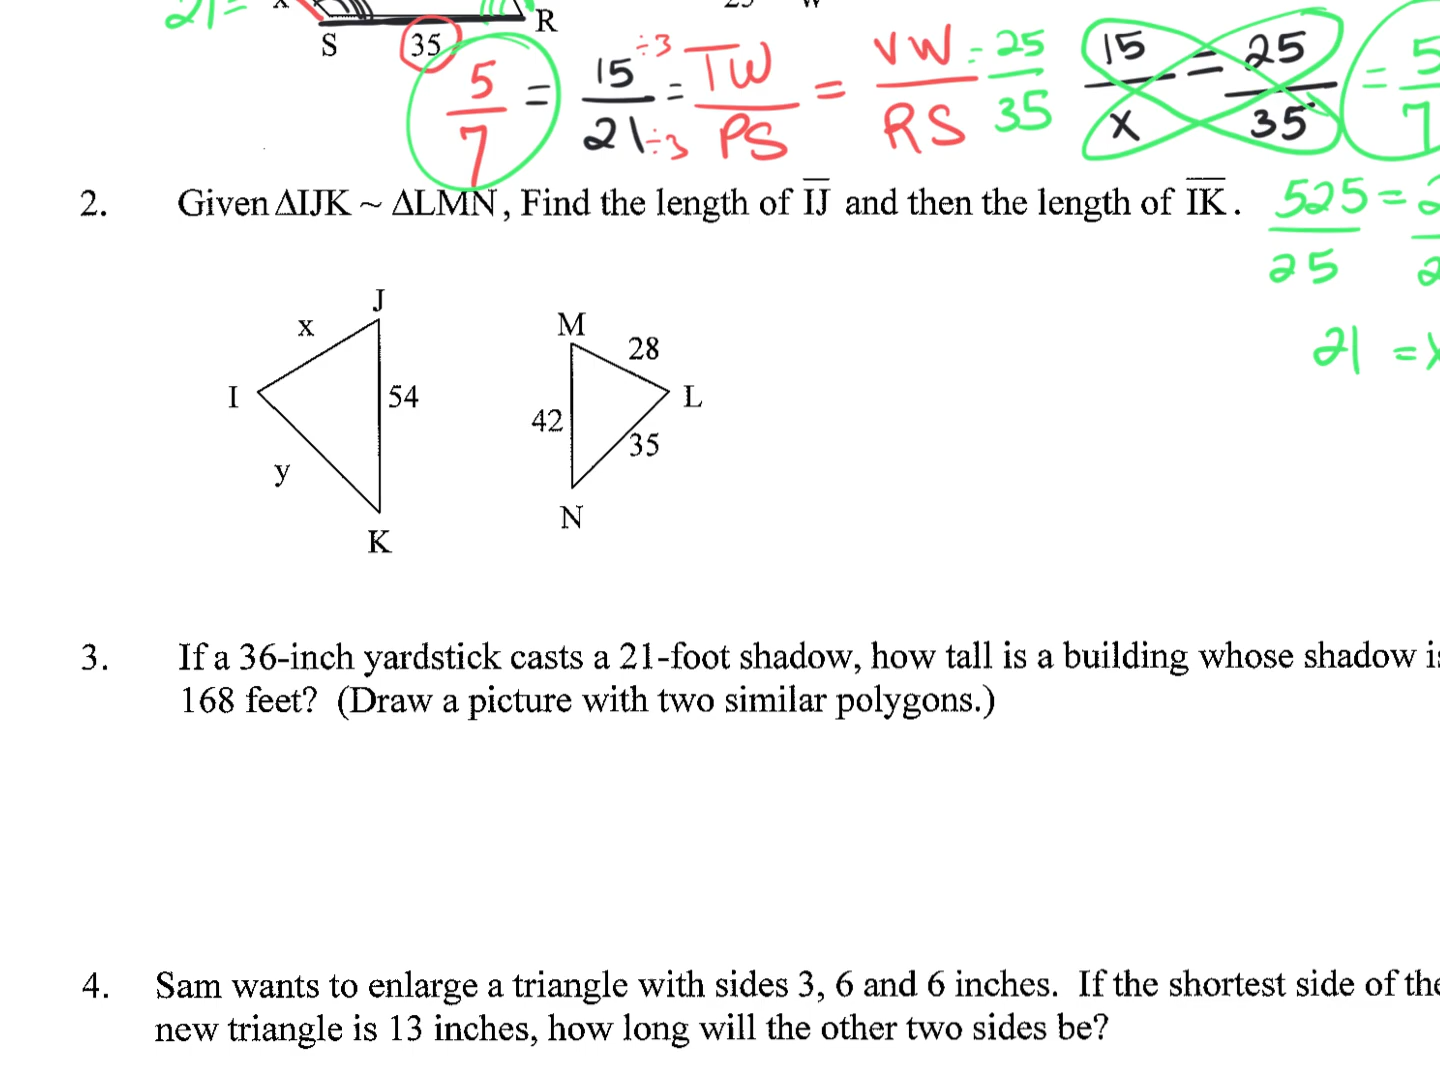 21=
S 35 R
5/7 = 15÷3/21÷3 = TW/PS = VW/RS = 25/35 15/x = 25/35 = 5/7
2. Given ΔIJK ~ ΔLMN, Find the length of IJ and then the length of IK.
525 =
25
21 =
J
x
M
28
I
54
L
42
35
y
N
K
3. If a 36-inch yardstick casts a 21-foot shadow, how tall is a building whose shadow
168 feet? (Draw a picture with two similar polygons.)
4. Sam wants to enlarge a triangle with sides 3, 6 and 6 inches. If the shortest side of
new triangle is 13 inches, how long will the other two sides be?